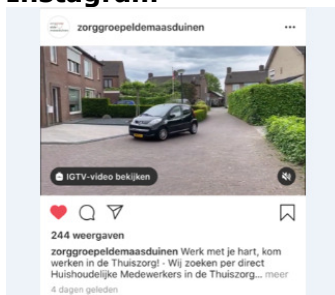 Instagram
zorggroepeldemaasduinen
IGTV-video bekijken
244 weergaven
zorggroepeldemaasduinen Werk met je hart, kom
werken in de Thuiszorg! - Wij zoeken per direct
Huishoudelijke Medewerkers in de Thuiszorg... meer
4 dagen geleden